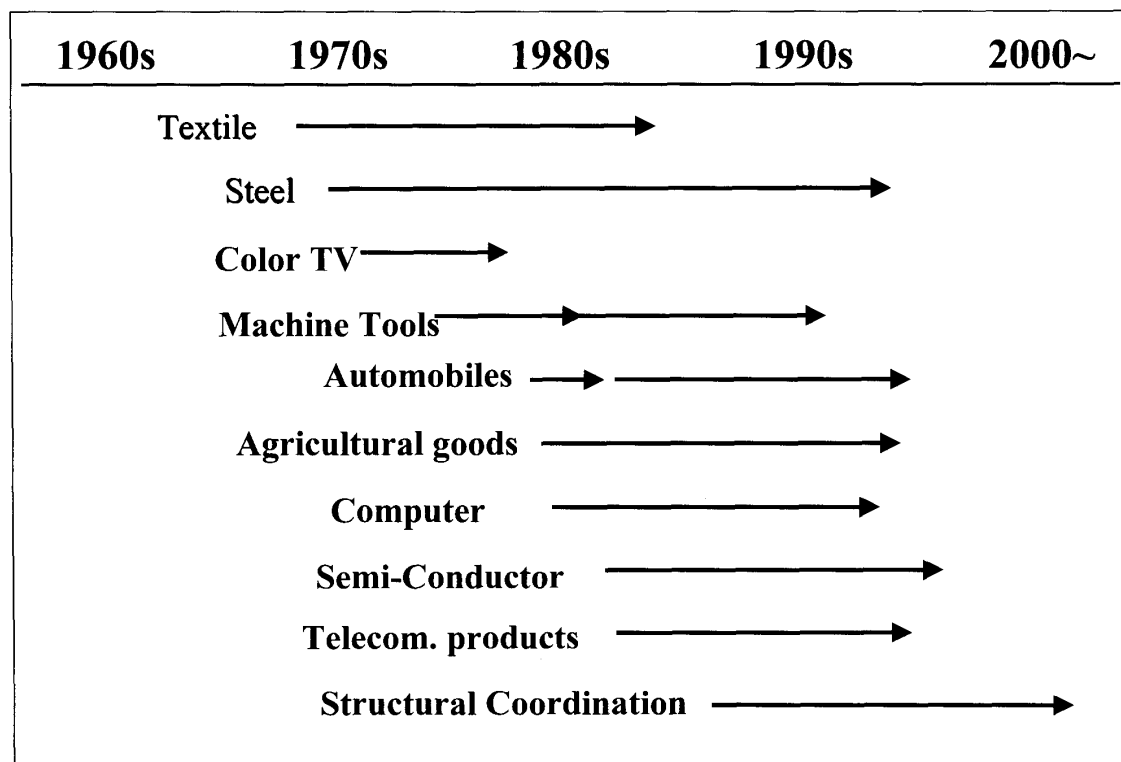 1960s 1970s 1980s 1990s 2000~
Textile
Steel
Color TV
Machine Tools
Automobiles
Agricultural goods
Computer
Semi-Conductor
Telecom. products
Structural Coordination